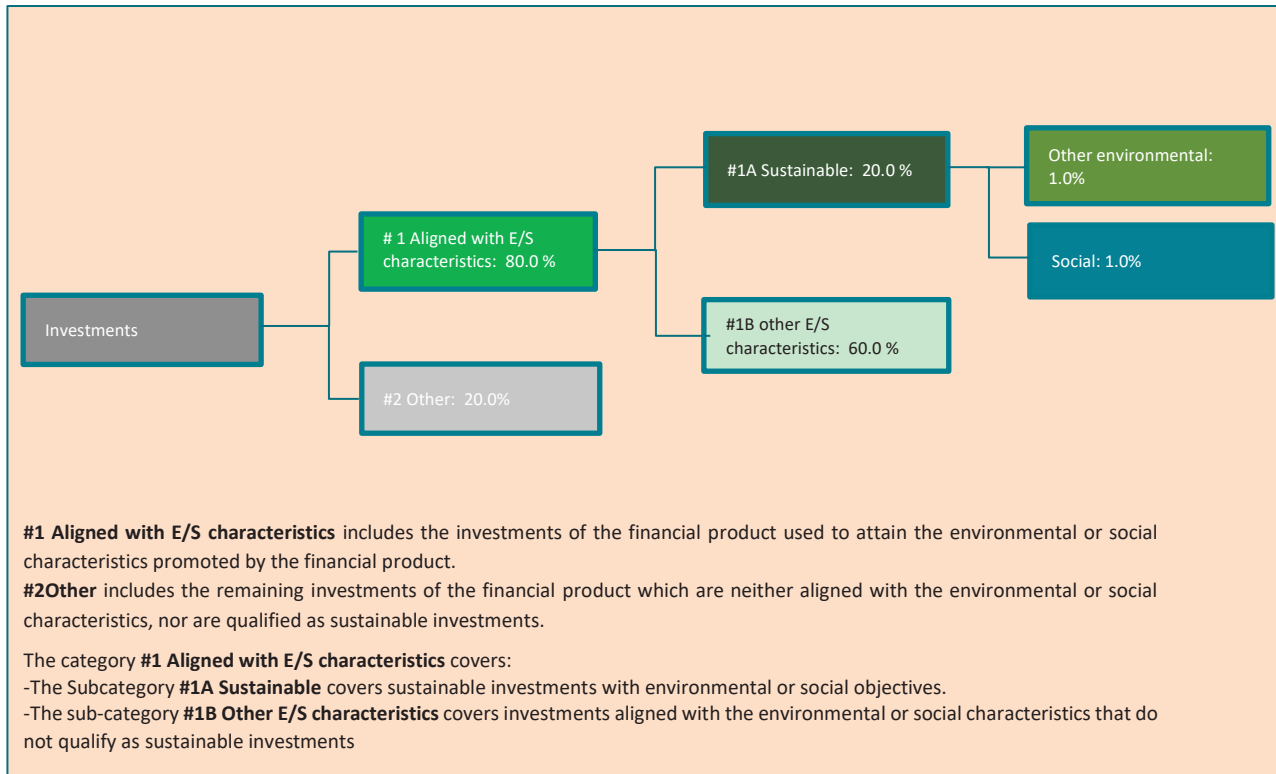 #1A Sustainable:  20.0 %
Other environmental:
1.0%
# 1 Aligned with E/S
characteristics:  80.0 %
Social: 1.0%
Investments
#1B other E/S
characteristics:  60.0 %
#2 Other:  20.0%
#1 Aligned with E/S characteristics includes the investments of the financial product used to attain the environmental or social
characteristics promoted by the financial product.
#2Other includes the remaining investments of the financial product which are neither aligned with the environmental or social
characteristics, nor are qualified as sustainable investments.
The category #1 Aligned with E/S characteristics covers:
-The Subcategory #1A Sustainable covers sustainable investments with environmental or social objectives.
-The sub-category #1B Other E/S characteristics covers investments aligned with the environmental or social characteristics that do
not qualify as sustainable investments